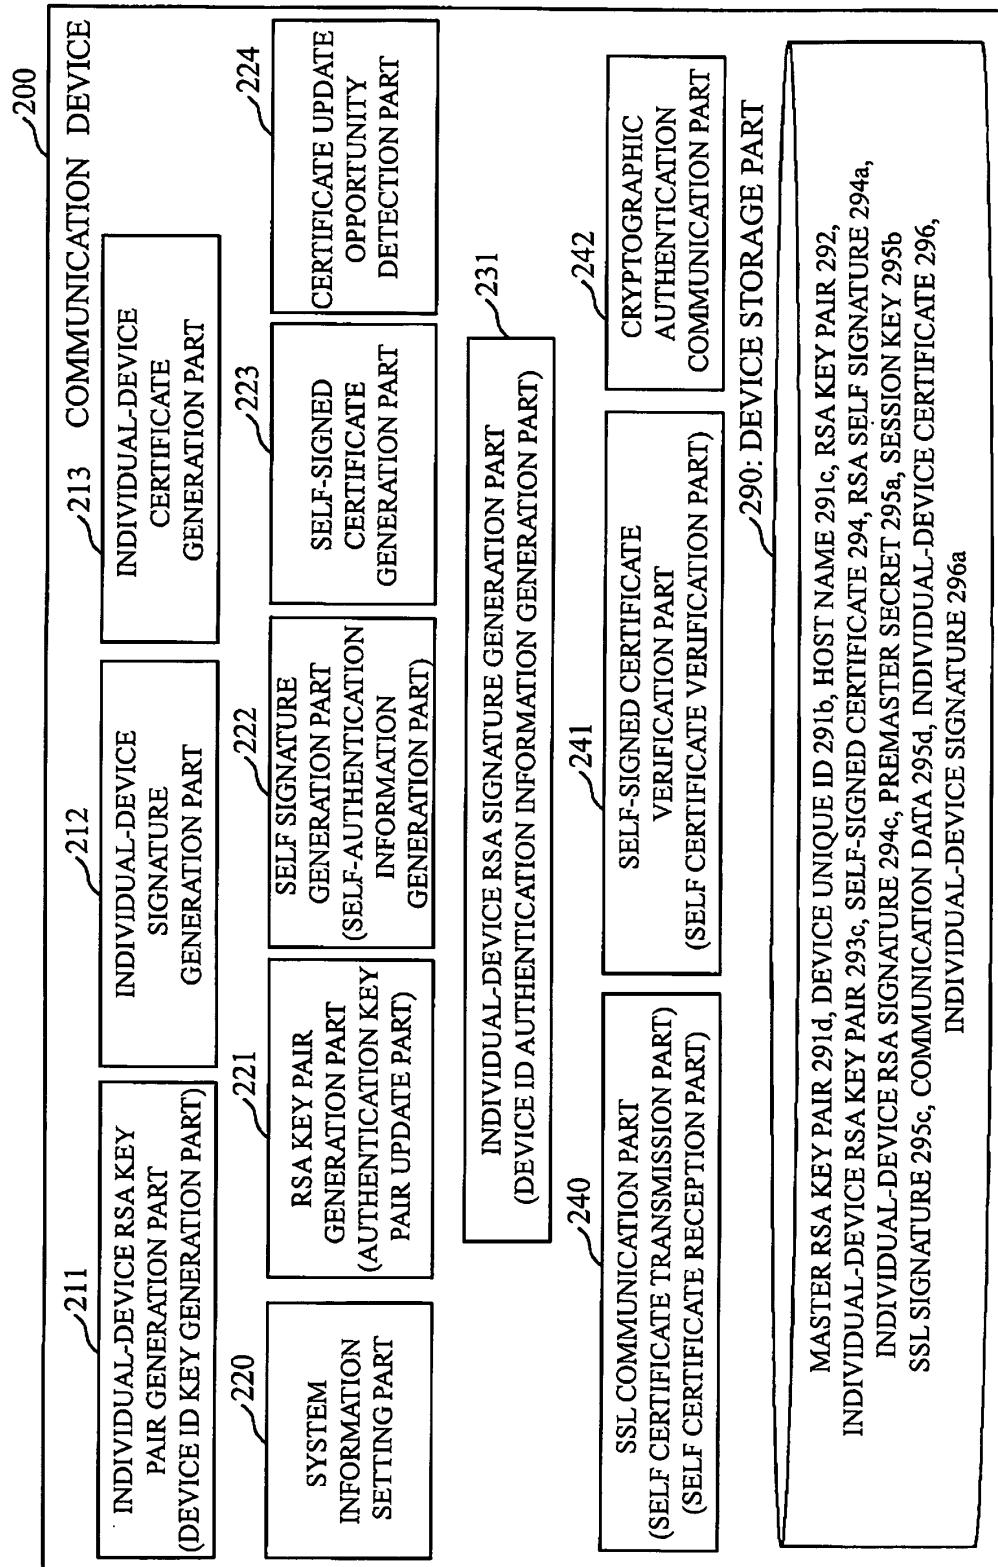 200
COMMUNICATION DEVICE
211
INDIVIDUAL-DEVICE RSA KEY
PAIR GENERATION PART
(DEVICE ID KEY GENERATION PART)
212
INDIVIDUAL-DEVICE
SIGNATURE
GENERATION PART
213
INDIVIDUAL-DEVICE
CERTIFICATE
GENERATION PART
220
SYSTEM
INFORMATION
SETTING PART
221
RSA KEY PAIR
GENERATION PART
(AUTHENTICATION KEY
PAIR UPDATE PART)
222
SELF SIGNATURE
GENERATION PART
(SELF-AUTHENTICATION
INFORMATION
GENERATION PART)
223
SELF-SIGNED
CERTIFICATE
GENERATION PART
224
CERTIFICATE UPDATE
OPPORTUNITY
DETECTION PART
231
INDIVIDUAL-DEVICE RSA SIGNATURE GENERATION PART
(DEVICE ID AUTHENTICATION INFORMATION GENERATION PART)
240
SSL COMMUNICATION PART
(SELF CERTIFICATE TRANSMISSION PART)
(SELF CERTIFICATE RECEPTION PART)
241
SELF-SIGNED CERTIFICATE
VERIFICATION PART
(SELF CERTIFICATE VERIFICATION PART)
242
CRYPTOGRAPHIC
AUTHENTICATION
COMMUNICATION PART
290: DEVICE STORAGE PART
MASTER RSA KEY PAIR 291d, DEVICE UNIQUE ID 291b, HOST NAME 291c, RSA KEY PAIR 292,
INDIVIDUAL-DEVICE RSA KEY PAIR 293c, SELF-SIGNED CERTIFICATE 294, RSA SELF SIGNATURE 294a,
INDIVIDUAL-DEVICE RSA SIGNATURE 294c, PREMASTER SECRET 295a, SESSION KEY 295b
SSL SIGNATURE 295c, COMMUNICATION DATA 295d, INDIVIDUAL-DEVICE CERTIFICATE 296,
INDIVIDUAL-DEVICE SIGNATURE 296a